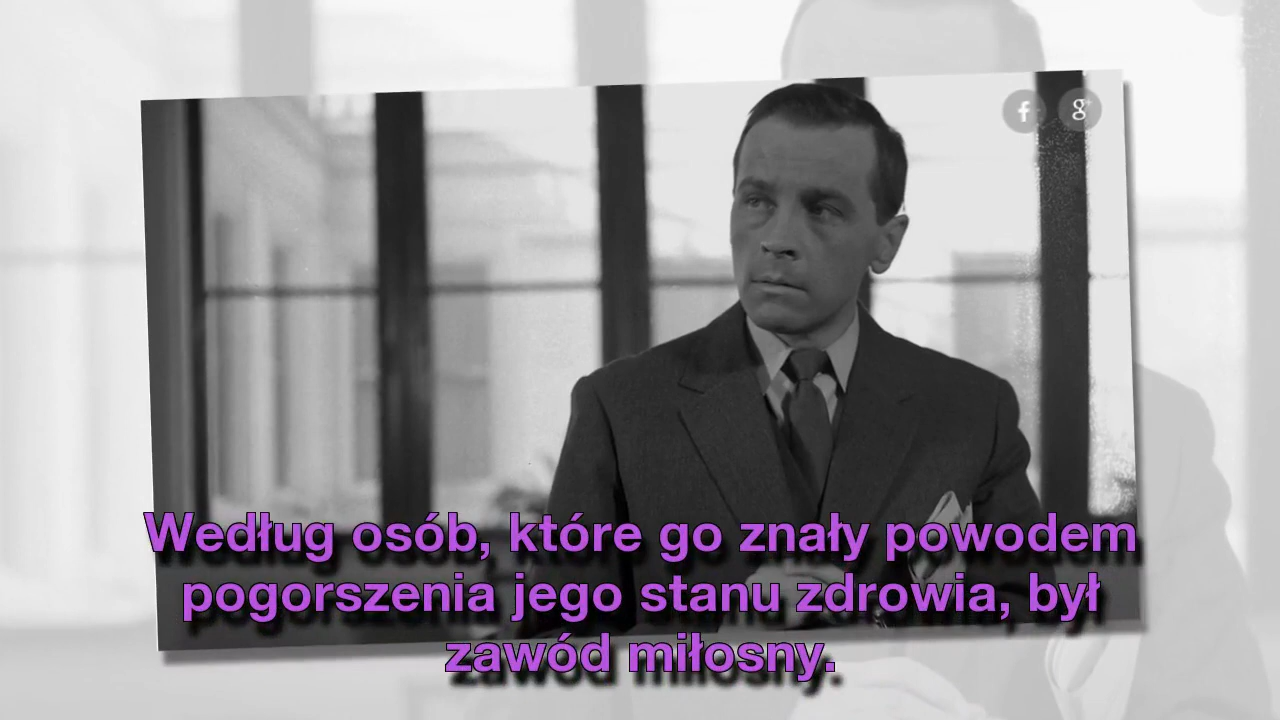 f g+
Według osób, które go znały powodem
pogorszenia jego stanu zdrowia, był
zawód miłosny.